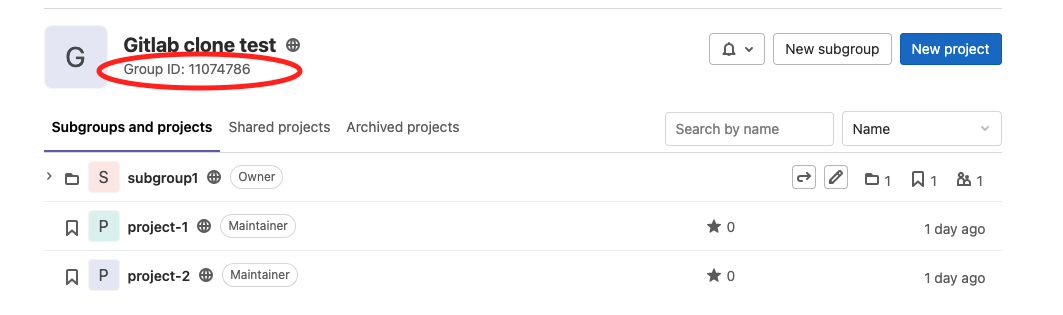 G
Gitlab clone test
Group ID: 11074786
New subgroup
New project
Subgroups and projects
Shared projects
Archived projects
Search by name
Name
S
subgroup1
Owner
1
1
1
P
project-1
Maintainer
0
1 day ago
P
project-2
Maintainer
0
1 day ago